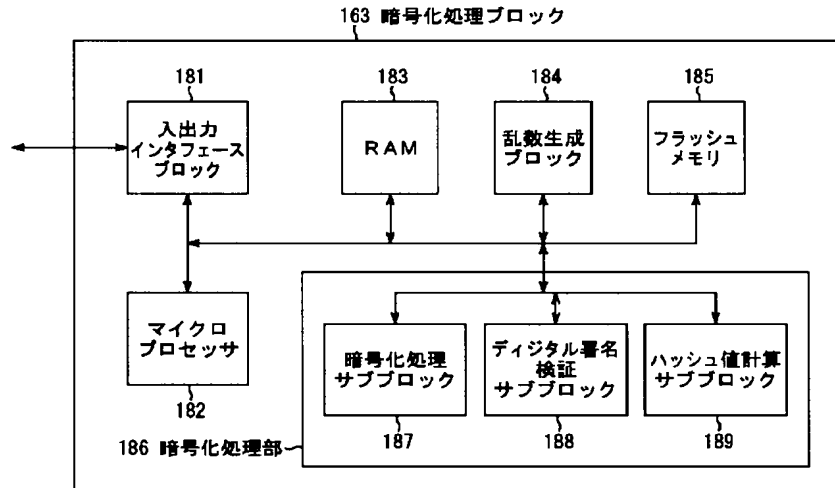 163 暗号化処理ブロック
181
183
184
185
入出力
インタフェース
ブロック
RAM
乱数生成
ブロック
フラッシュ
メモリ
マイクロ
プロセッサ
182
暗号化処理
サブブロック
ディジタル署名
検証
サブブロック
ハッシュ値計算
サブブロック
186 暗号化処理部
187
188
189